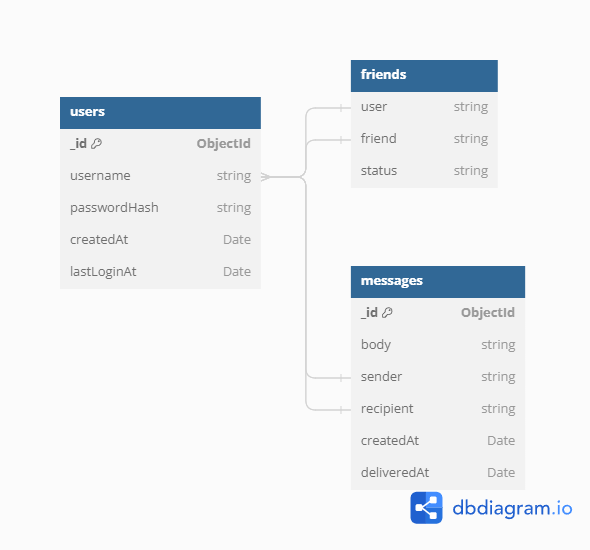 users
_id ObjectId
username string
passwordHash string
createdAt Date
lastLoginAt Date
friends
user string
friend string
status string
messages
_id ObjectId
body string
sender string
recipient string
createdAt Date
deliveredAt Date
dbdiagram.io